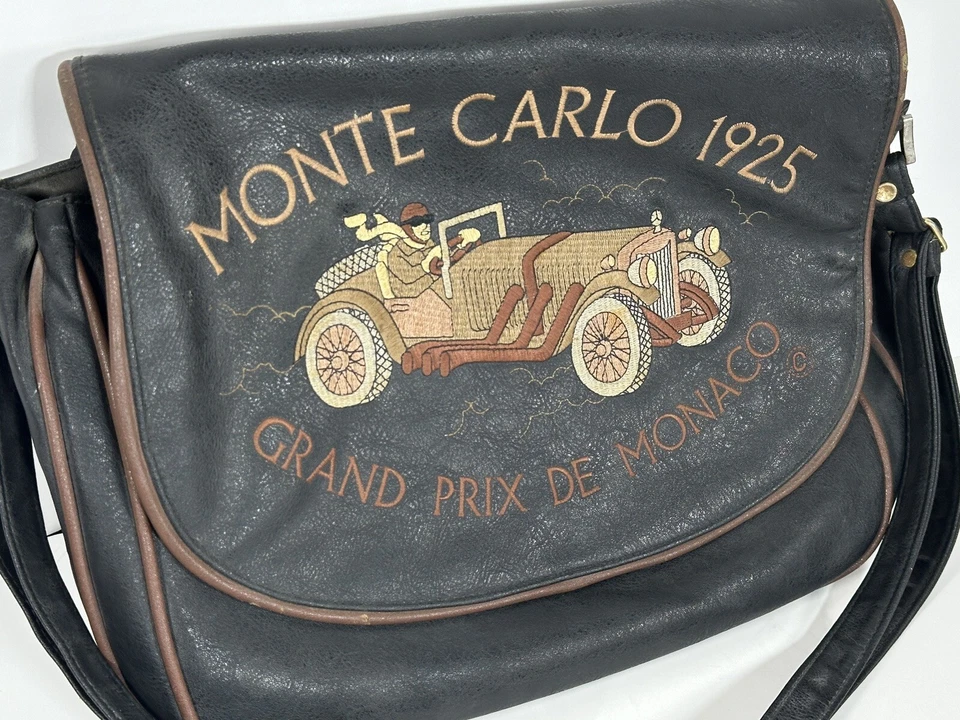 MONTE CARLO 1925
GRAND PRIX DE MONACO ©